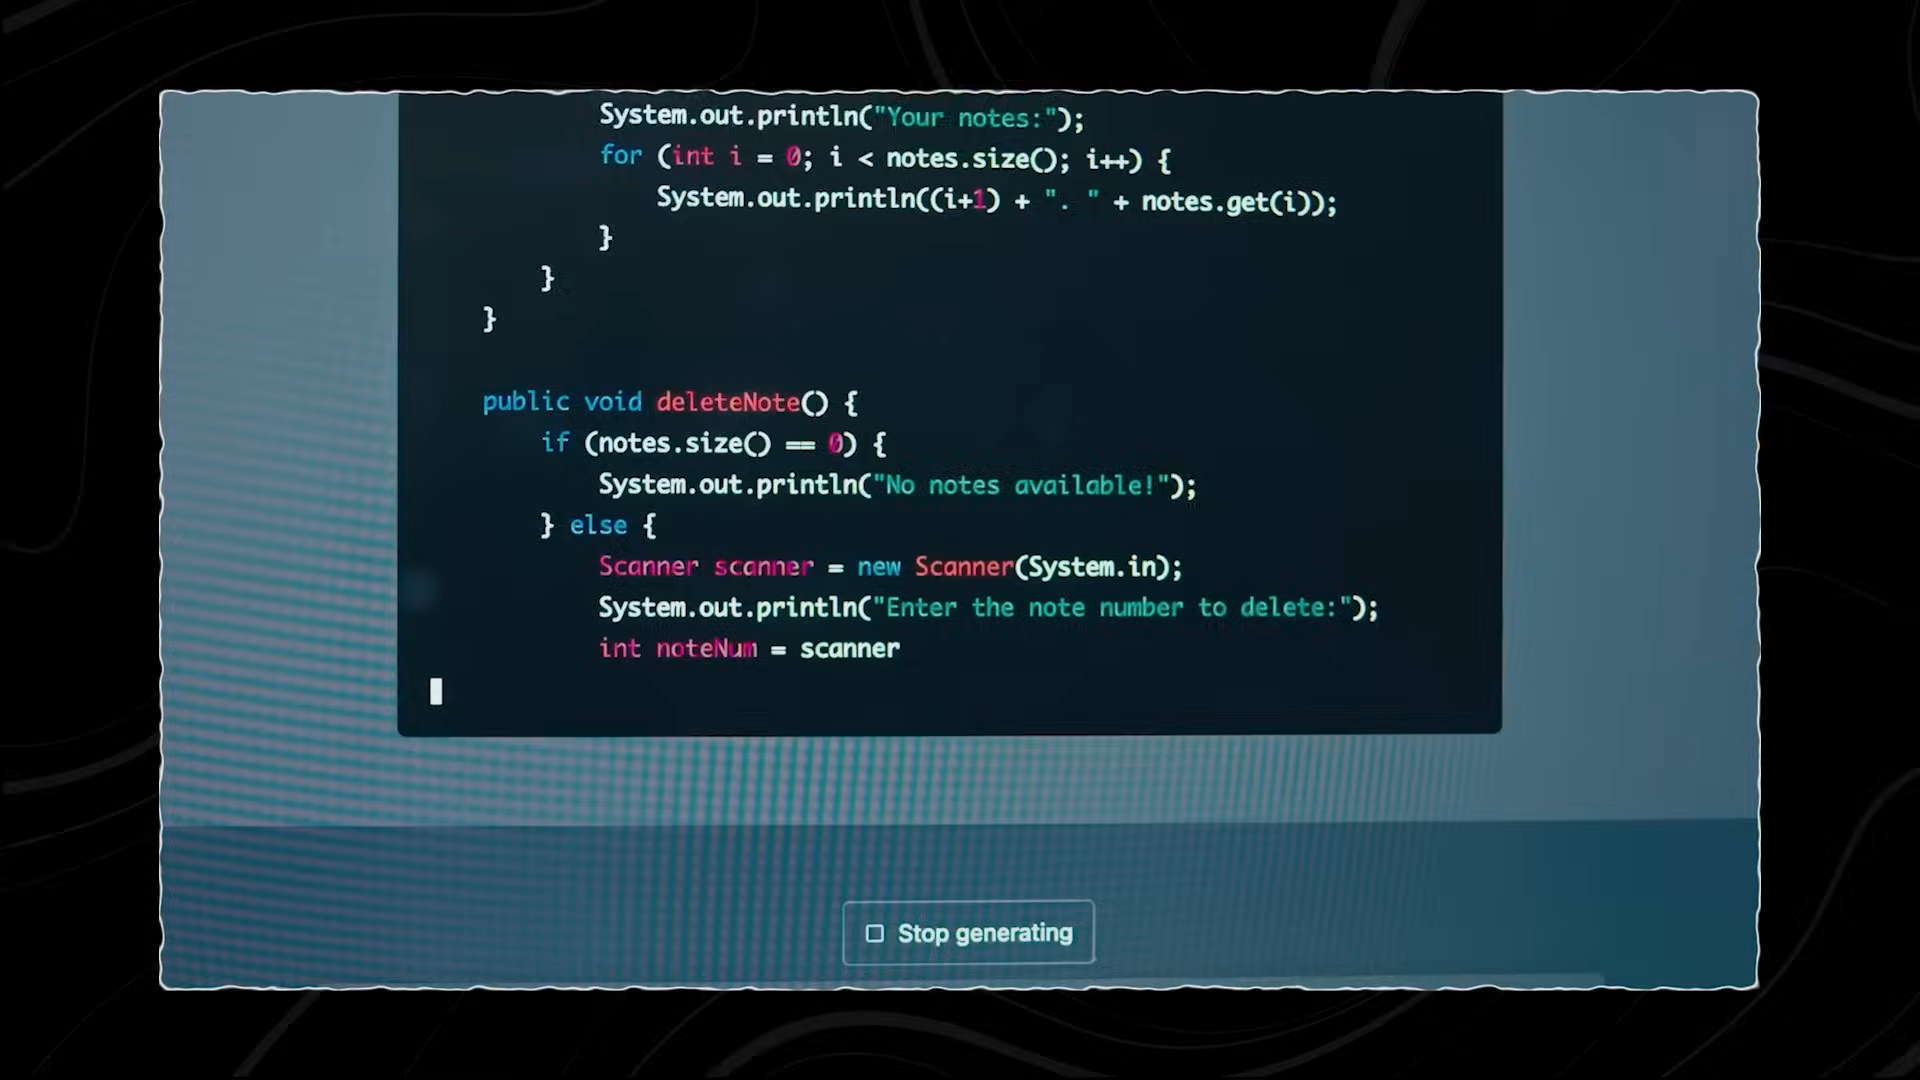 System.out.println("Your notes:");
for (int i = 0; i < notes.size(); i++) {
System.out.println((i+1) + ". " + notes.get(i));
}
}
}
public void deleteNote() {
if (notes.size() == 0) {
System.out.println("No notes available!");
} else {
Scanner scanner = new Scanner(System.in);
System.out.println("Enter the note number to delete:");
int noteNum = scanner
Stop generating